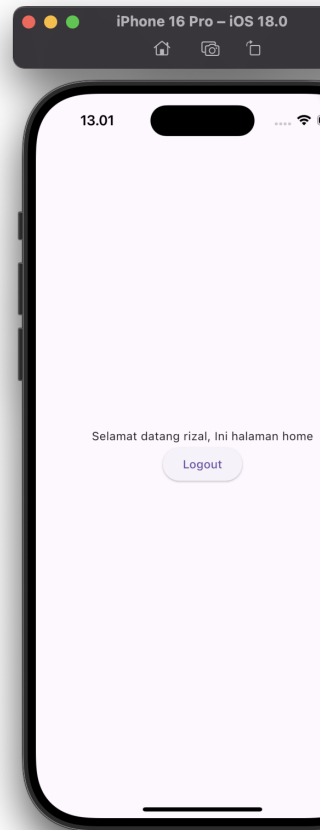 iPhone 16 Pro – iOS 18.0
13.01
Selamat datang rizal, Ini halaman home
Logout